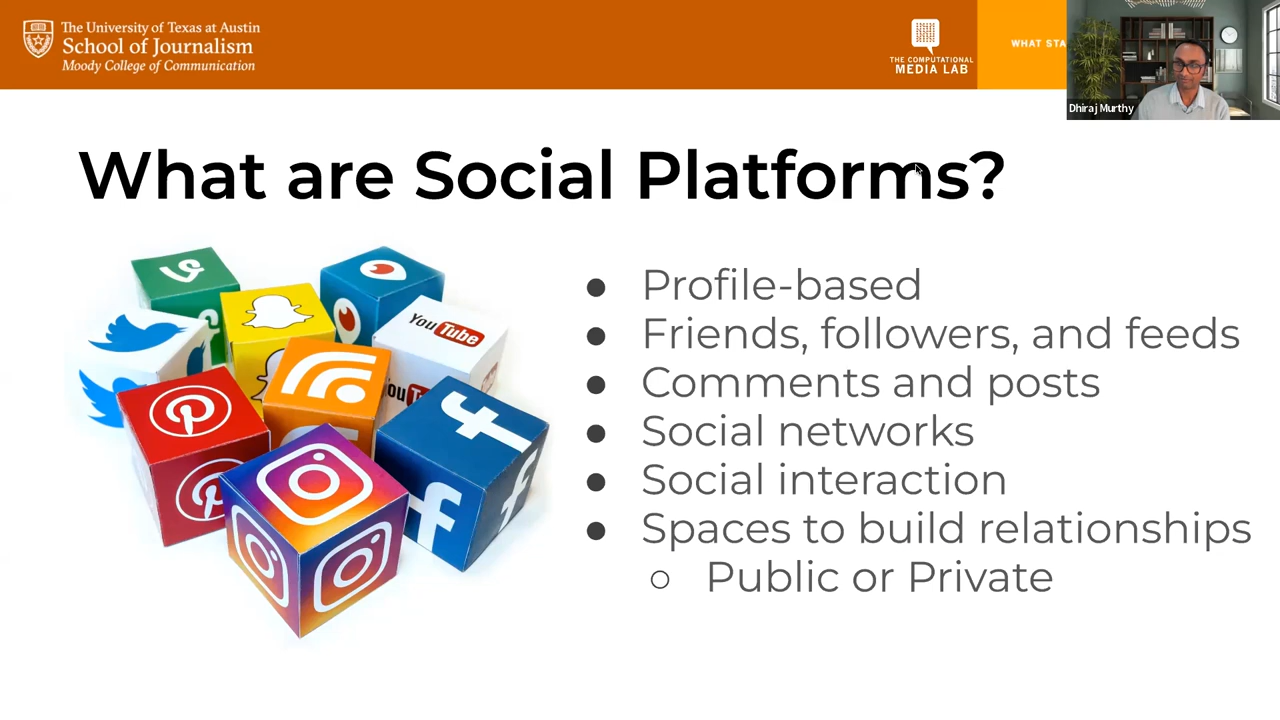 The University of Texas at Austin
School of Journalism
Moody College of Communication
THE COMPUTATIONAL
MEDIA LAB
WHAT STA
Dhiraj Murthy
What are Social Platforms?
You Tube
f
f
f
● Profile-based
● Friends, followers, and feeds
● Comments and posts
● Social networks
● Social interaction
● Spaces to build relationships
○ Public or Private